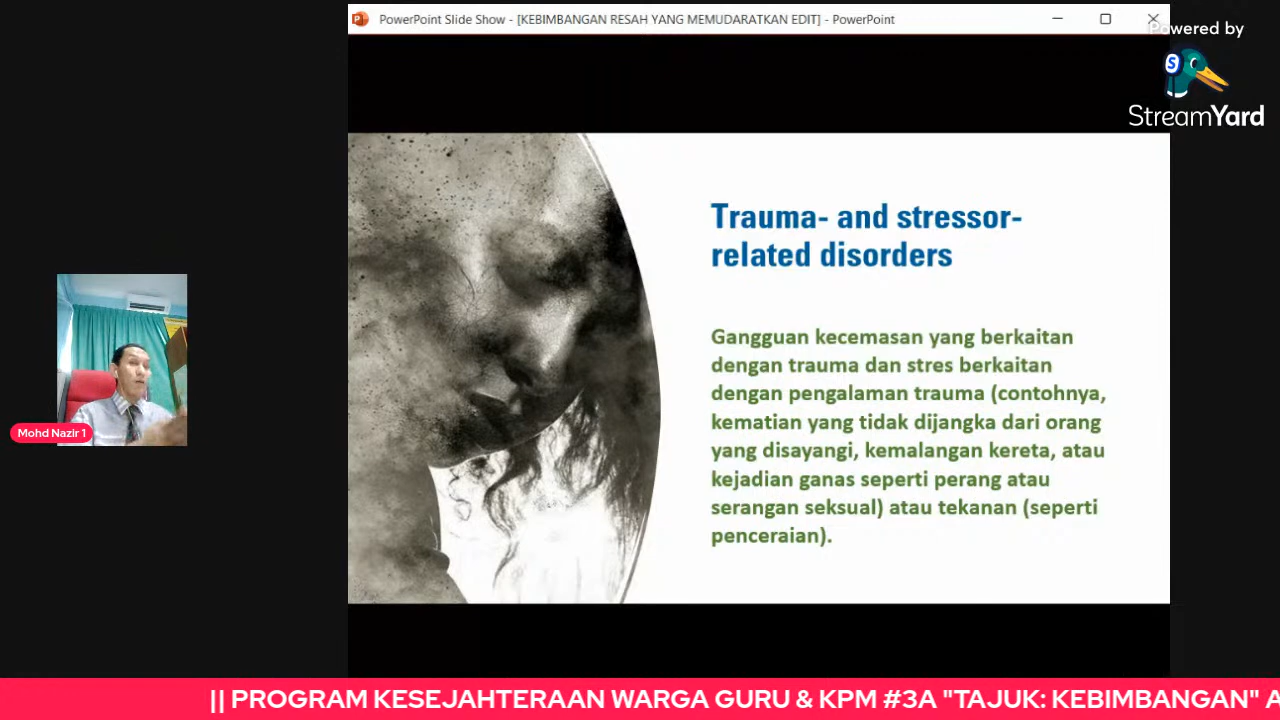 PowerPoint Slide Show - [KEBIMBANGAN RESAH YANG MEMUDARATKAN EDIT] - PowerPoint
Powered by
StreamYard
Trauma- and stressor-
related disorders
Gangguan kecemasan yang berkaitan
dengan trauma dan stres berkaitan
dengan pengalaman trauma (contohnya,
kematian yang tidak dijangka dari orang
yang disayangi, kemalangan kereta, atau
kejadian ganas seperti perang atau
serangan seksual) atau tekanan (seperti
penceraian).
Mohd Nazir 1
|| PROGRAM KESEJAHTERAAN WARGA GURU & KPM #3A "TAJUK: KEBIMBANGAN" A